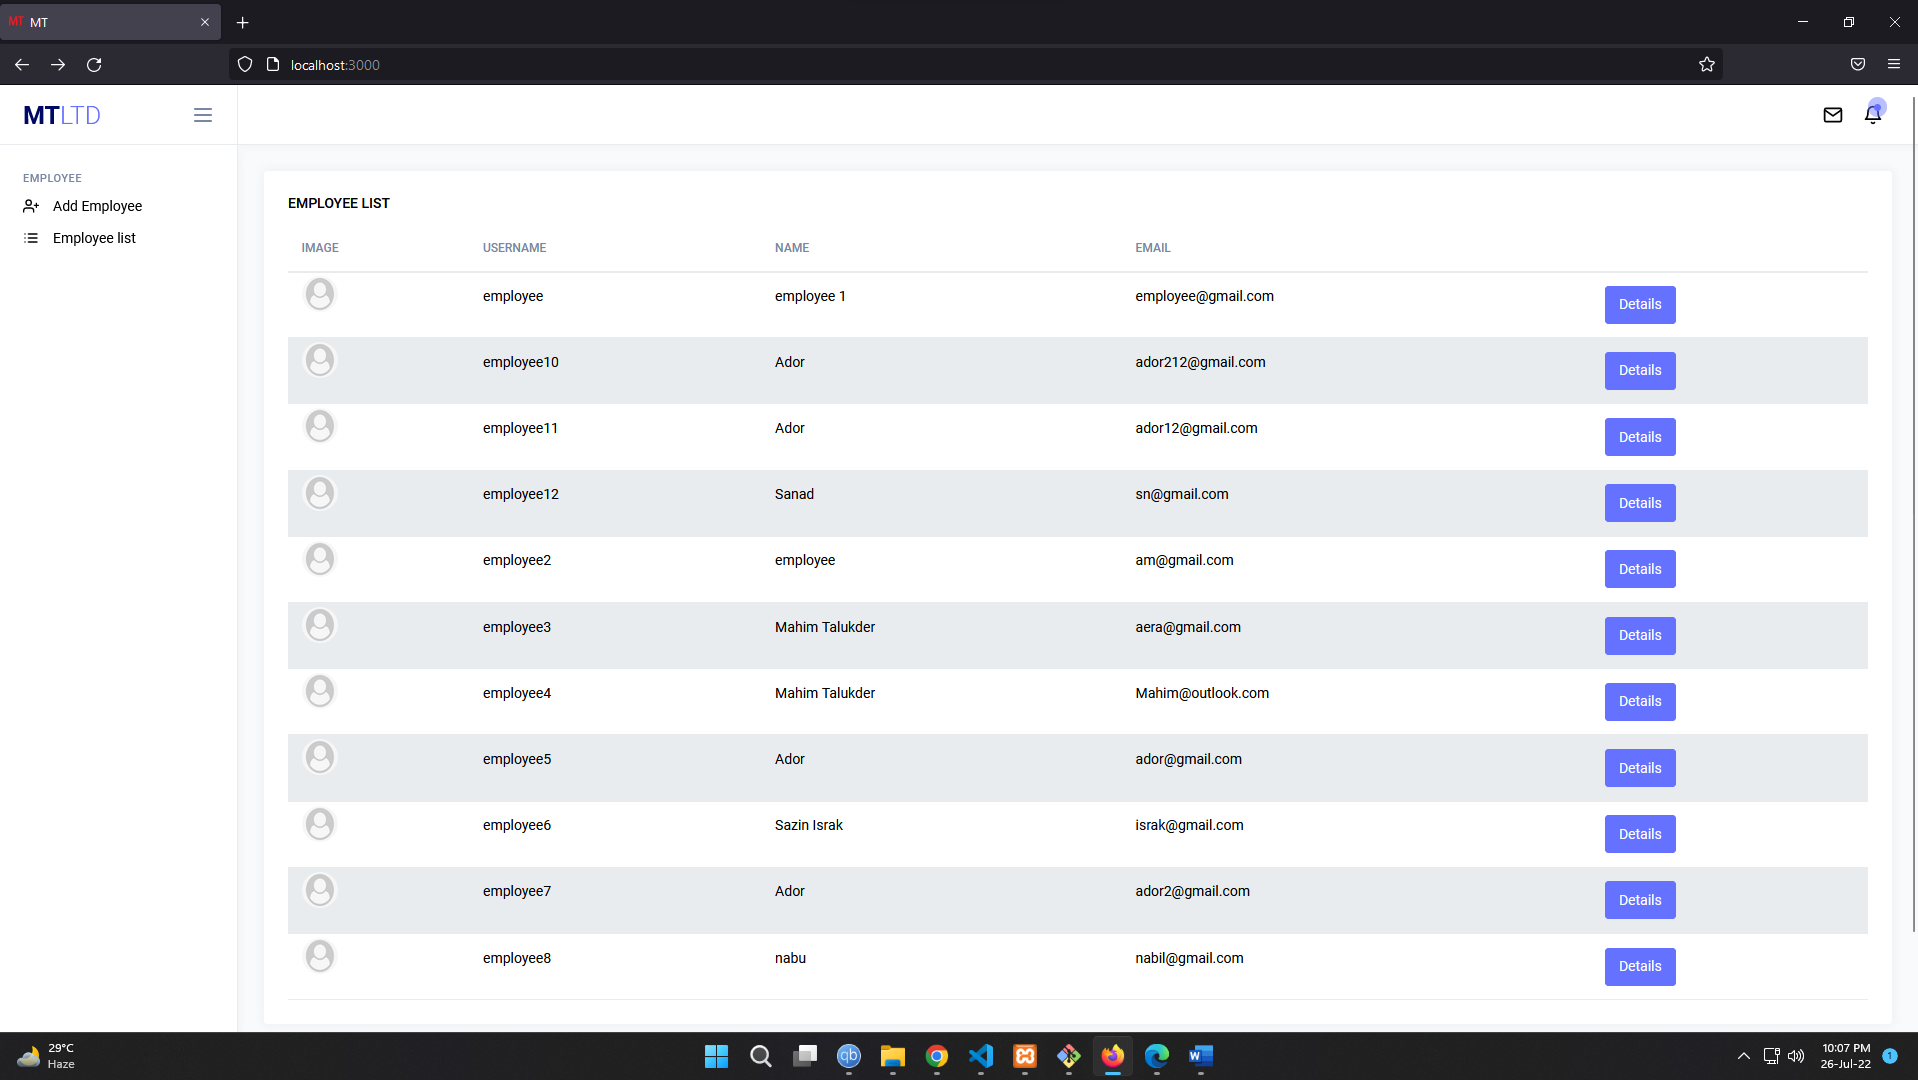 MT MT
localhost:3000
MTLTD
EMPLOYEE
Add Employee
Employee list
EMPLOYEE LIST
IMAGE USERNAME NAME EMAIL
employee employee 1 employee@gmail.com Details
employee10 Ador ador212@gmail.com Details
employee11 Ador ador12@gmail.com Details
employee12 Sanad sn@gmail.com Details
employee2 employee am@gmail.com Details
employee3 Mahim Talukder aera@gmail.com Details
employee4 Mahim Talukder Mahim@outlook.com Details
employee5 Ador ador@gmail.com Details
employee6 Sazin Israk israk@gmail.com Details
employee7 Ador ador2@gmail.com Details
employee8 nabu nabil@gmail.com Details
29°C
Haze
qb
W
10:07 PM
26-Jul-22
1